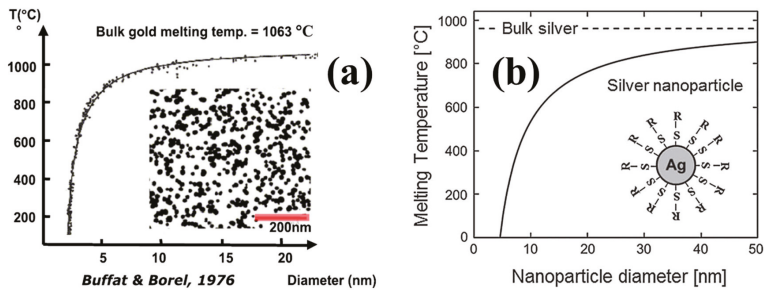 T(°C)
°
Bulk gold melting temp. = 1063 °C
1000
800
600
400
200
(a)
200nm
5
10
15
20
Buffat & Borel, 1976
Diameter (nm)
Melting Temperature [°C]
1000
800
600
400
200
0
Bulk silver
(b)
Silver nanoparticle
R R R R R R R R R R R R
S S S S S S S S S S S S
Ag
0
10
20
30
40
50
Nanoparticle diameter [nm]